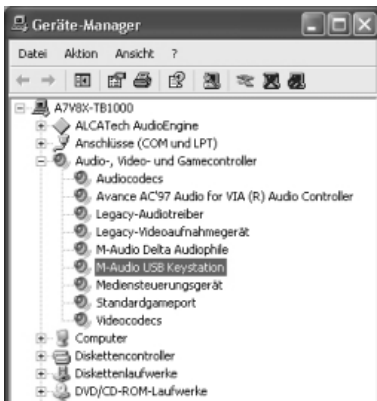 Geräte-Manager
Datei Aktion Ansicht ?
A7V8X-TB1000
ALCATech AudioEngine
Anschlüsse (COM und LPT)
Audio-, Video- und Gamecontroller
Audiocodecs
Avance AC'97 Audio for VIA (R) Audio Controller
Legacy-Audiotreiber
Legacy-Videoaufnahmegerät
M-Audio Delta Audiophile
M-Audio USB Keystation
Mediensteuerungsgerät
Standardgameport
Videocodecs
Computer
Diskettencontroller
Diskettenlaufwerke
DVD/CD-ROM-Laufwerke